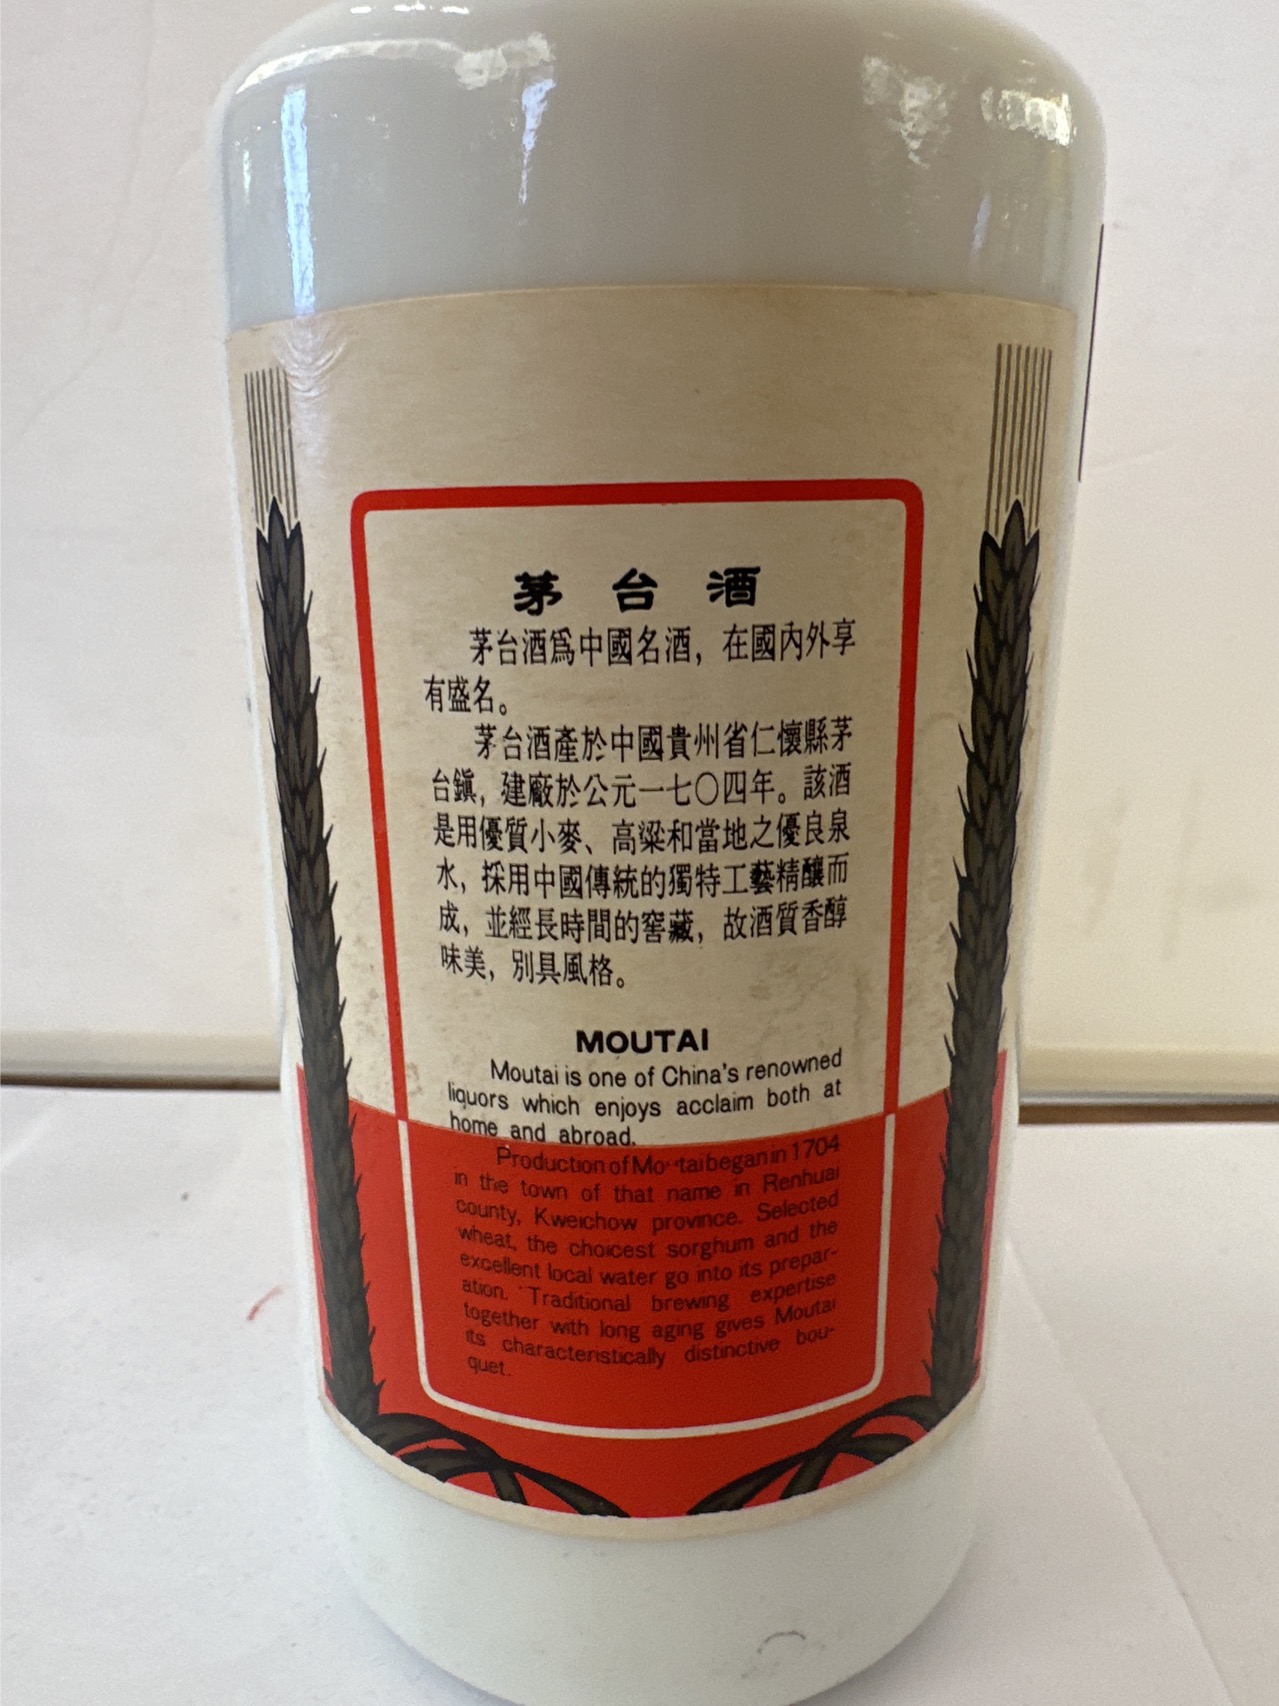 茅台酒
茅台酒爲中國名酒，在國內外享
有盛名。
茅台酒產於中國貴州省仁懷縣茅
台鎭，建廠於公元一七〇四年。該酒
是用優質小麥、高粱和當地之優良泉
水，採用中國傳統的獨特工藝精釀而
成，並經長時間的窖藏，故酒質香醇
味美，別具風格。
MOUTAI
Moutai is one of China's renowned
liquors which enjoys acclaim both at
home and abroad.
Production of Moutai began in 1704
in the town of that name in Renhuai
county, Kweichow province. Selected
wheat, the choicest sorghum and the
excellent local water go into its prepar-
ation. Traditional brewing expertise
together with long aging gives Moutai
its characteristically distinctive bou-
quet.